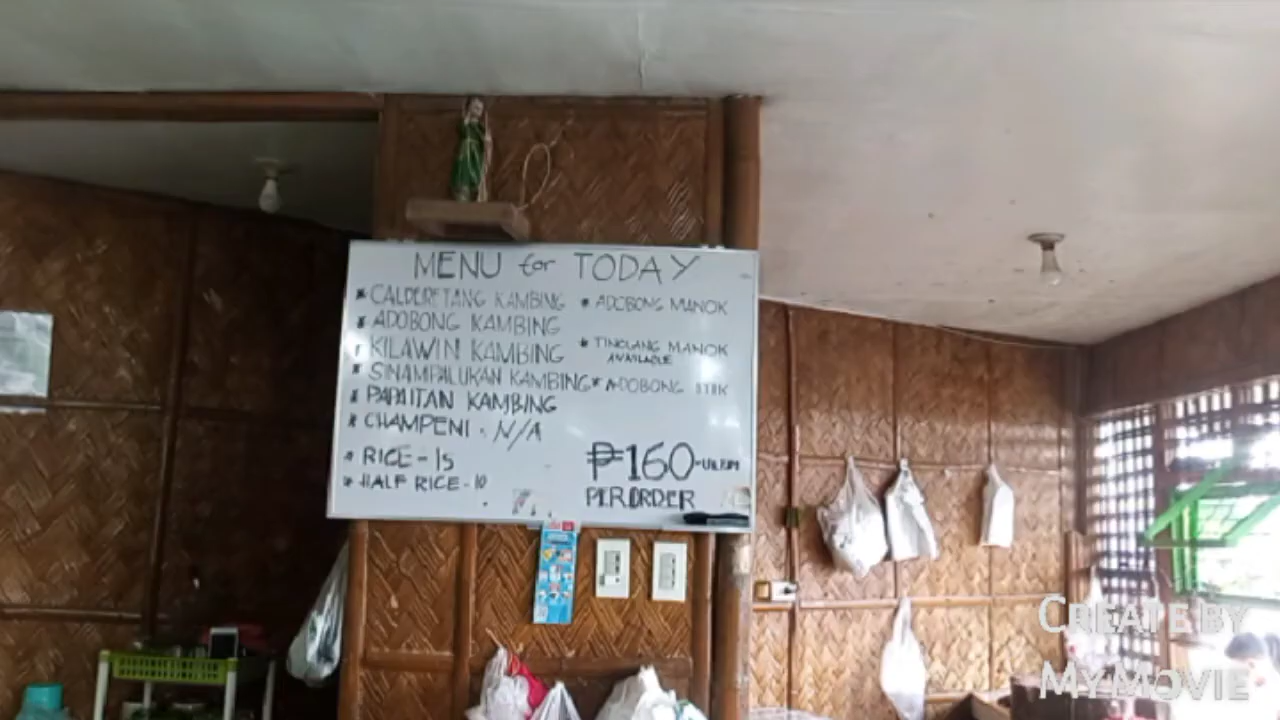 MENU for TODAY
* CALDERETANG KAMBING
* ADOBONG KAMBING
* KILAWIN KAMBING
* SINAMPALUKAN KAMBING
* PAPAITAN KAMBING
* CHAMPENI - N/A
* RICE - 15
* HALF RICE - 10
* ADOBONG MANOK
* TINOLANG MANOK
AVAILABLE
* ADOBONG ITIK
₱160
PER ORDER
CREATE BY
MYMOVIE